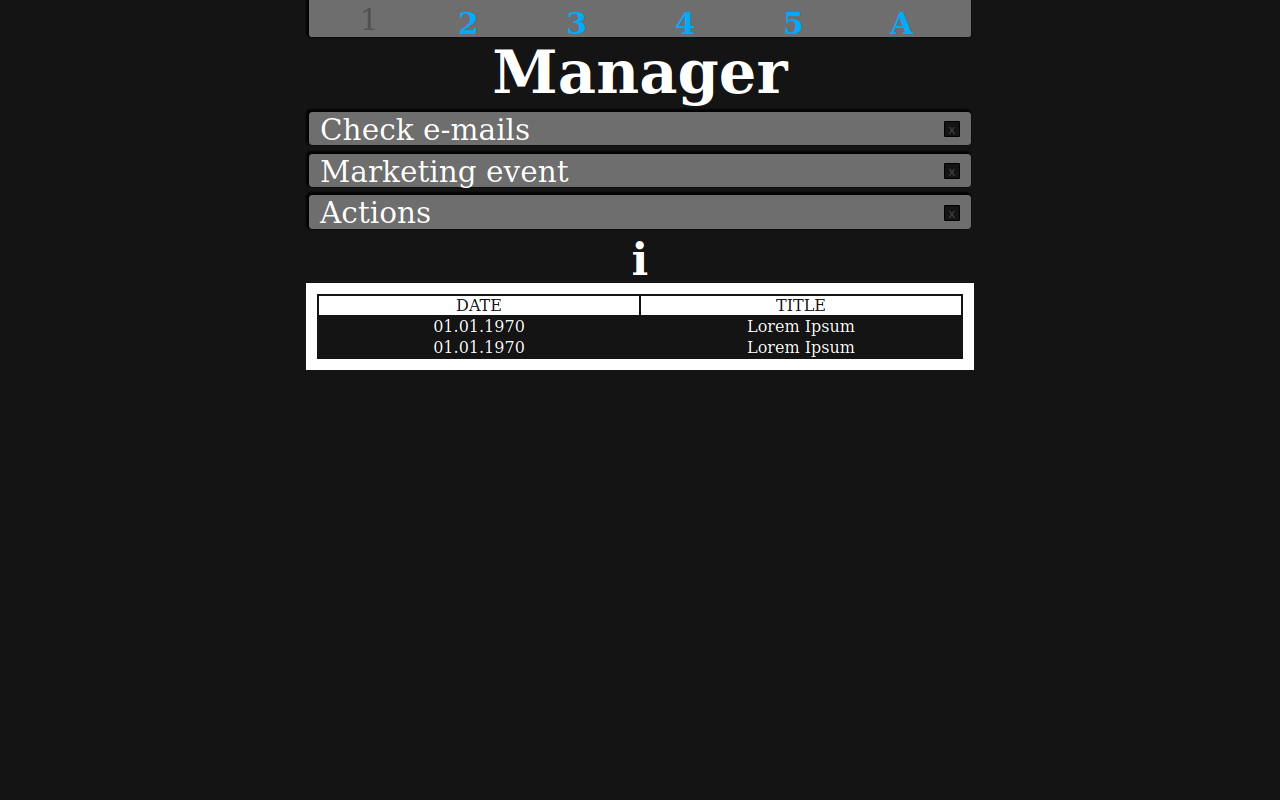 1 2 3 4 5 A
Manager
Check e-mails x
Marketing event x
Actions x
i
DATE TITLE
01.01.1970 Lorem Ipsum
01.01.1970 Lorem Ipsum